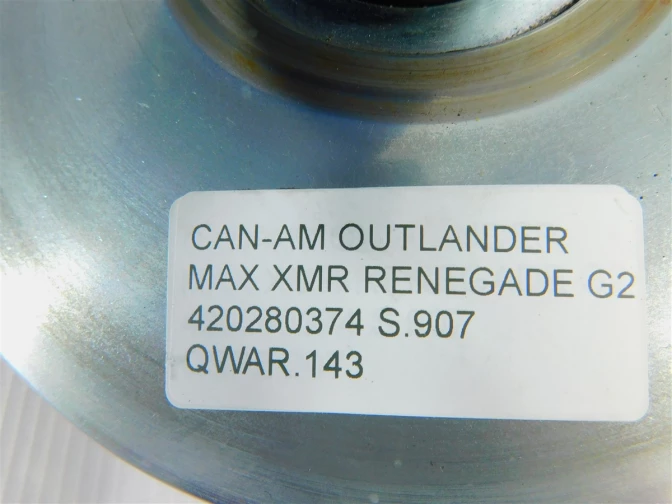 CAN-AM OUTLANDER
MAX XMR RENEGADE G2
420280374 S.907
QWAR.143